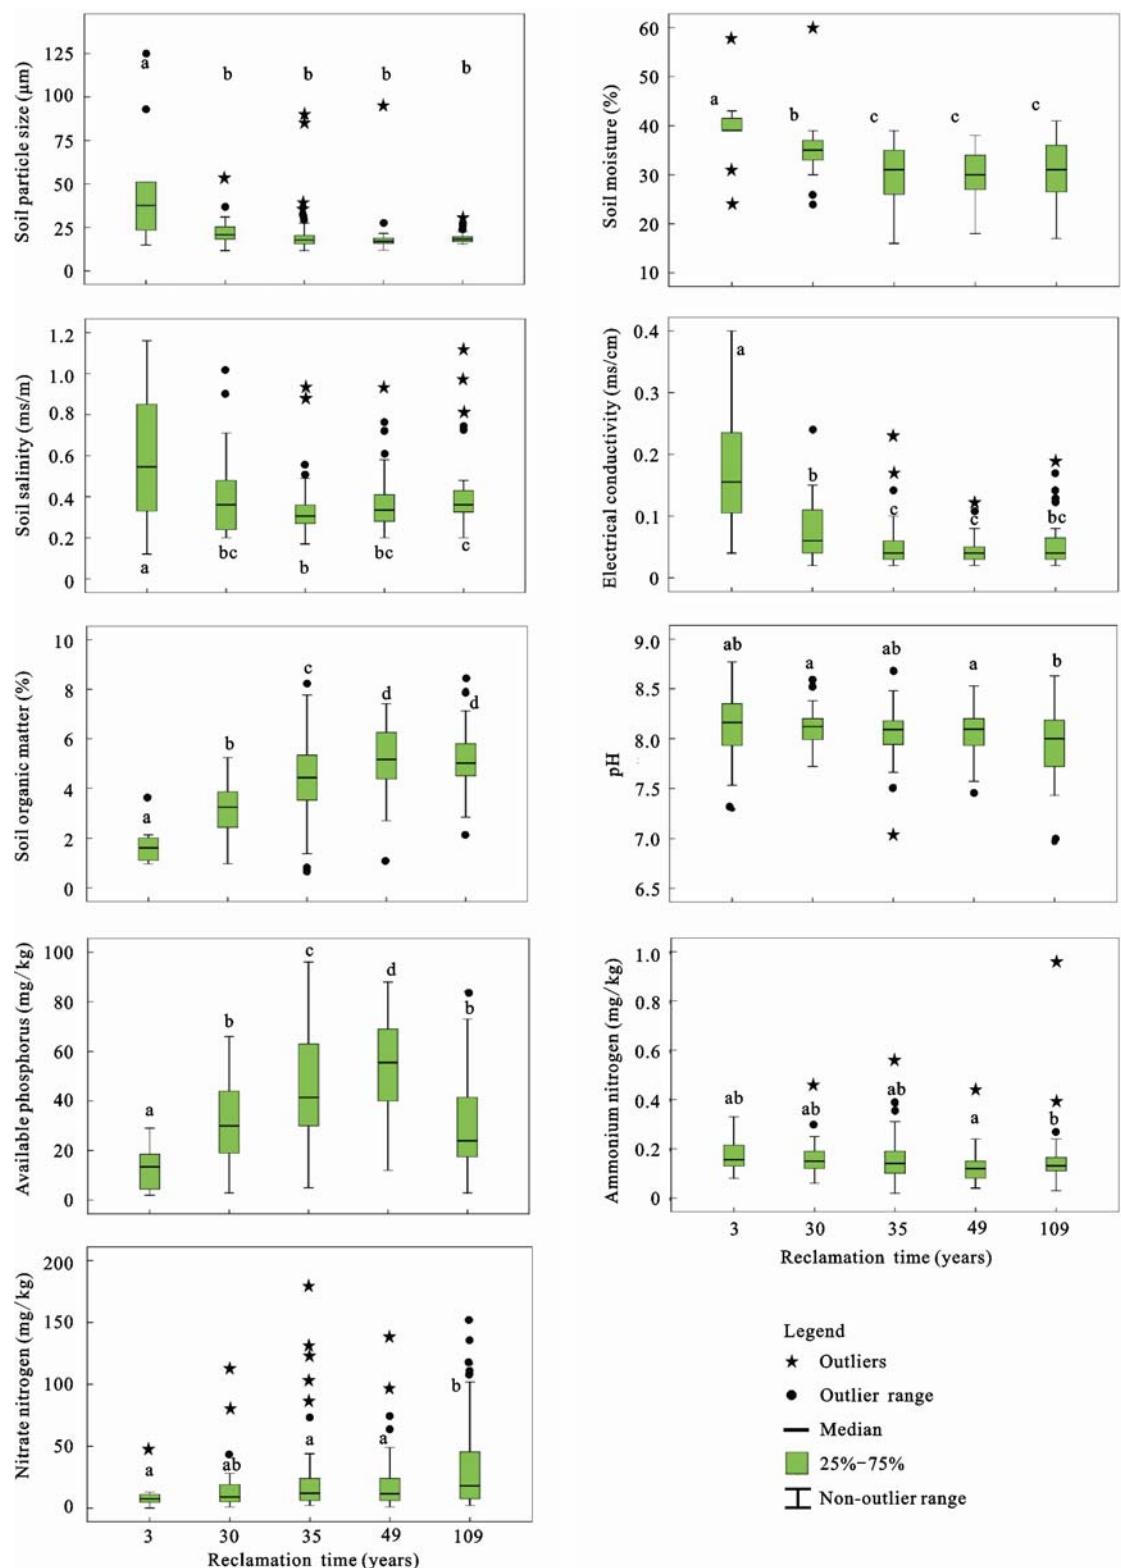 Soil particle size (μm)
125
100
75
50
25
0
a
b
b
b
b
Soil moisture (%)
60
50
40
30
20
10
a
b
c
c
c
Soil salinity (ms/m)
1.2
1.0
0.8
0.6
0.4
0.2
0
a
bc
b
bc
c
Electrical conductivity (ms/cm)
0.4
0.3
0.2
0.1
0
a
b
c
c
bc
Soil organic matter (%)
10
8
6
4
2
0
a
b
c
d
d
pH
9.0
8.5
8.0
7.5
7.0
6.5
ab
a
ab
a
b
Available phosphorus (mg/kg)
100
80
60
40
20
0
a
b
c
d
b
Ammonium nitrogen (mg/kg)
1.0
0.8
0.6
0.4
0.2
0
ab
ab
ab
a
b
3 30 35 49 109
Reclamation time (years)
Nitrate nitrogen (mg/kg)
200
150
100
50
0
a
ab
a
a
b
3 30 35 49 109
Reclamation time (years)
Legend
Outliers
Outlier range
Median
25%-75%
Non-outlier range